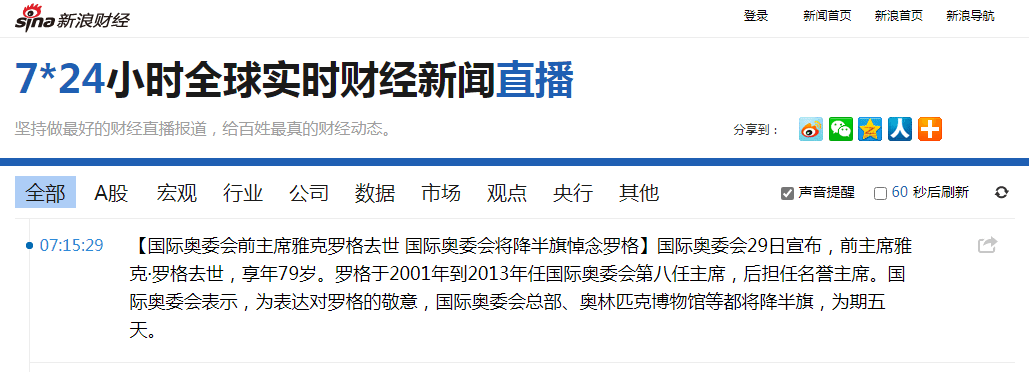 sina 新浪财经 登录 新闻首页 新浪首页 新浪导航
7*24小时全球实时财经新闻直播
坚持做最好的财经直播报道，给百姓最真的财经动态。 分享到：
全部 A股 宏观 行业 公司 数据 市场 观点 央行 其他 声音提醒 60 秒后刷新
07:15:29 【国际奥委会前主席雅克罗格去世 国际奥委会将降半旗悼念罗格】国际奥委会29日宣布，前主席雅
克·罗格去世，享年79岁。罗格于2001年到2013年任国际奥委会第八任主席，后担任名誉主席。国
际奥委会表示，为表达对罗格的敬意，国际奥委会总部、奥林匹克博物馆等都将降半旗，为期五
天。